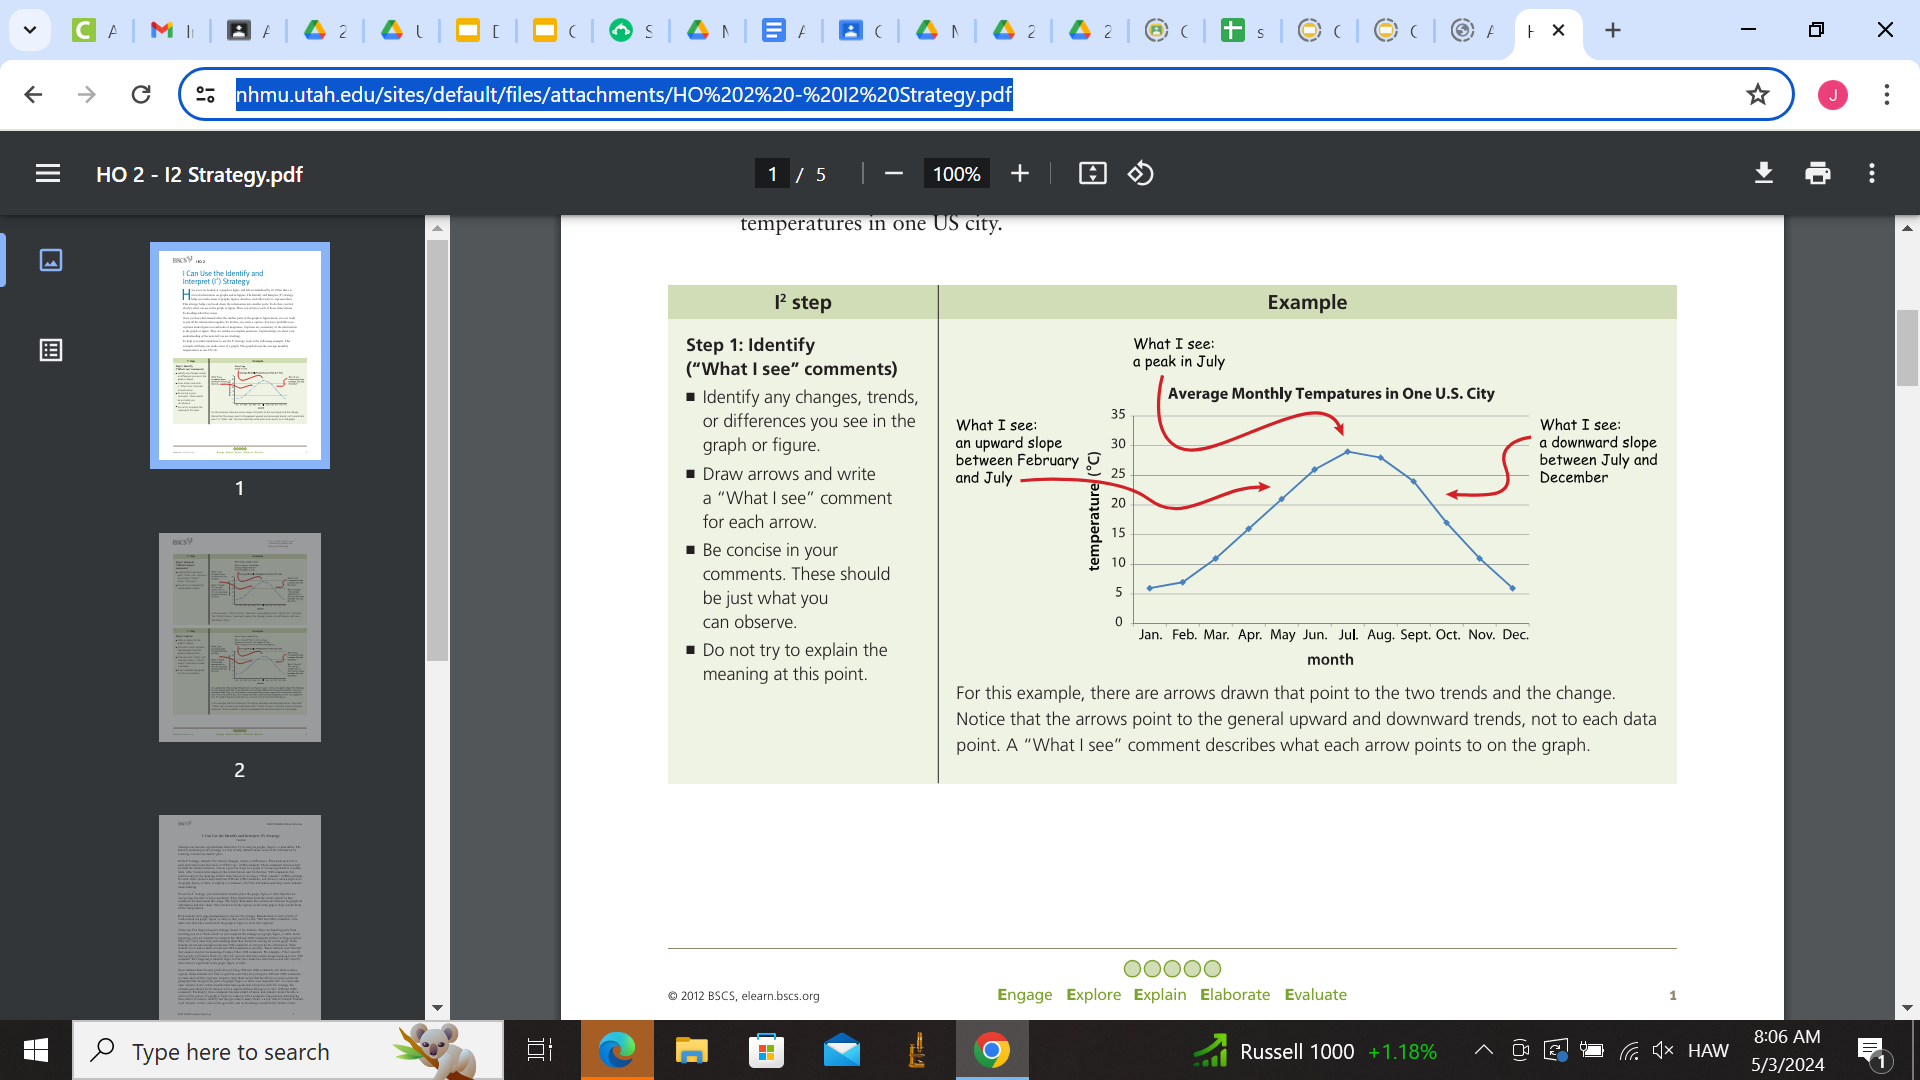 nhmu.utah.edu/sites/default/files/attachments/HO%202%20-%20I2%20Strategy.pdf
J
HO 2 - I2 Strategy.pdf
1 / 5
100%
I Can Use the Identify and
Interpret (I²) Strategy
1
2
temperatures in one US city.
I² step
Example
Step 1: Identify
(“What I see” comments)
■ Identify any changes, trends,
or differences you see in the
graph or figure.
■ Draw arrows and write
a “What I see” comment
for each arrow.
■ Be concise in your
comments. These should
be just what you
can observe.
■ Do not try to explain the
meaning at this point.
What I see:
a peak in July
Average Monthly Tempatures in One U.S. City
What I see:
an upward slope
between February
and July
What I see:
a downward slope
between July and
December
temperature (°C)
35
30
25
20
15
10
5
0
Jan. Feb. Mar. Apr. May Jun. Jul. Aug. Sept. Oct. Nov. Dec.
month
For this example, there are arrows drawn that point to the two trends and the change.
Notice that the arrows point to the general upward and downward trends, not to each data
point. A “What I see” comment describes what each arrow points to on the graph.
© 2012 BSCS, elearn.bscs.org
Engage Explore Explain Elaborate Evaluate
1
Type here to search
Russell 1000 +1.18%
HAW
8:06 AM
5/3/2024
1